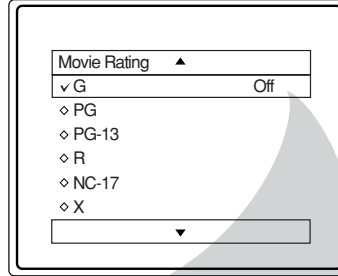 Movie Rating ▲
✓ G Off
◇ PG
◇ PG-13
◇ R
◇ NC-17
◇ X
▼